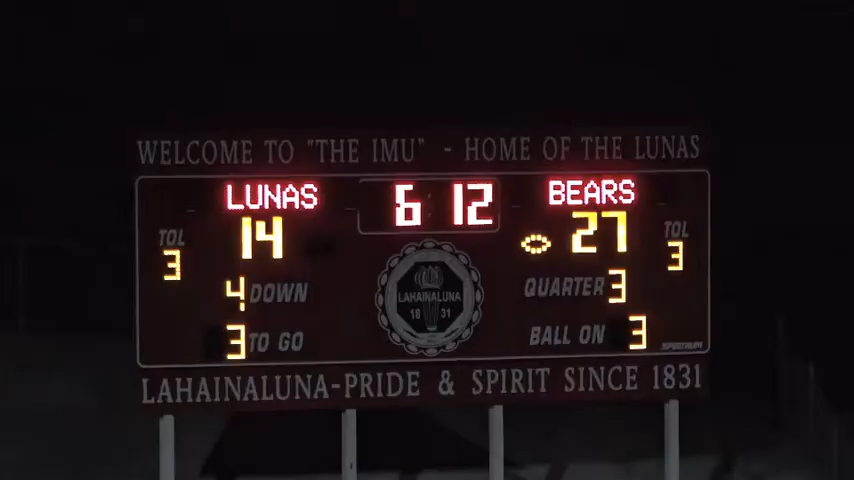 WELCOME TO "THE IMU" - HOME OF THE LUNAS
LUNAS 6:12 BEARS
14 27
TOL TOL
3 3
4 DOWN QUARTER 3
LAHAINALUNA
18 31
3 TO GO BALL ON 3
LAHAINALUNA-PRIDE & SPIRIT SINCE 1831